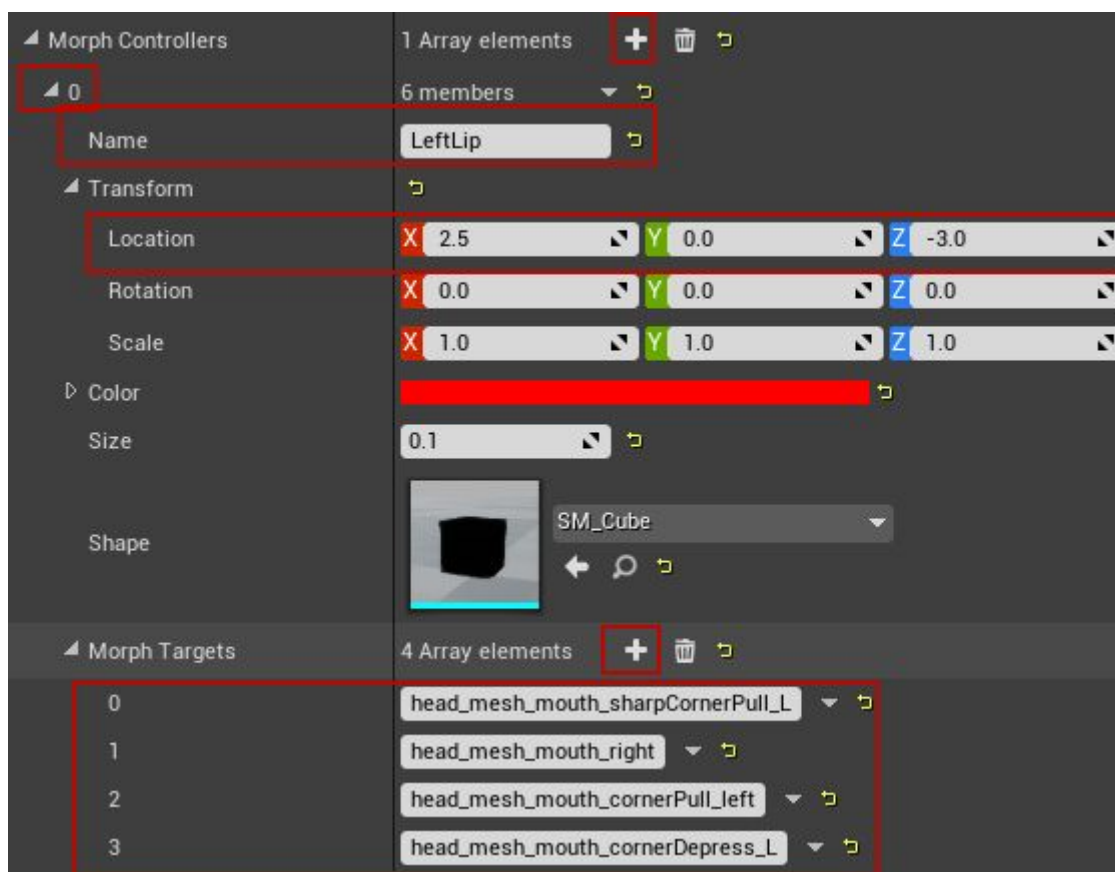 Morph Controllers 1 Array elements
0 6 members
Name LeftLip
Transform
Location X 2.5 Y 0.0 Z -3.0
Rotation X 0.0 Y 0.0 Z 0.0
Scale X 1.0 Y 1.0 Z 1.0
Color
Size 0.1
Shape SM_Cube
Morph Targets 4 Array elements
0 head_mesh_mouth_sharpCornerPull_L
1 head_mesh_mouth_right
2 head_mesh_mouth_cornerPull_left
3 head_mesh_mouth_cornerDepress_L